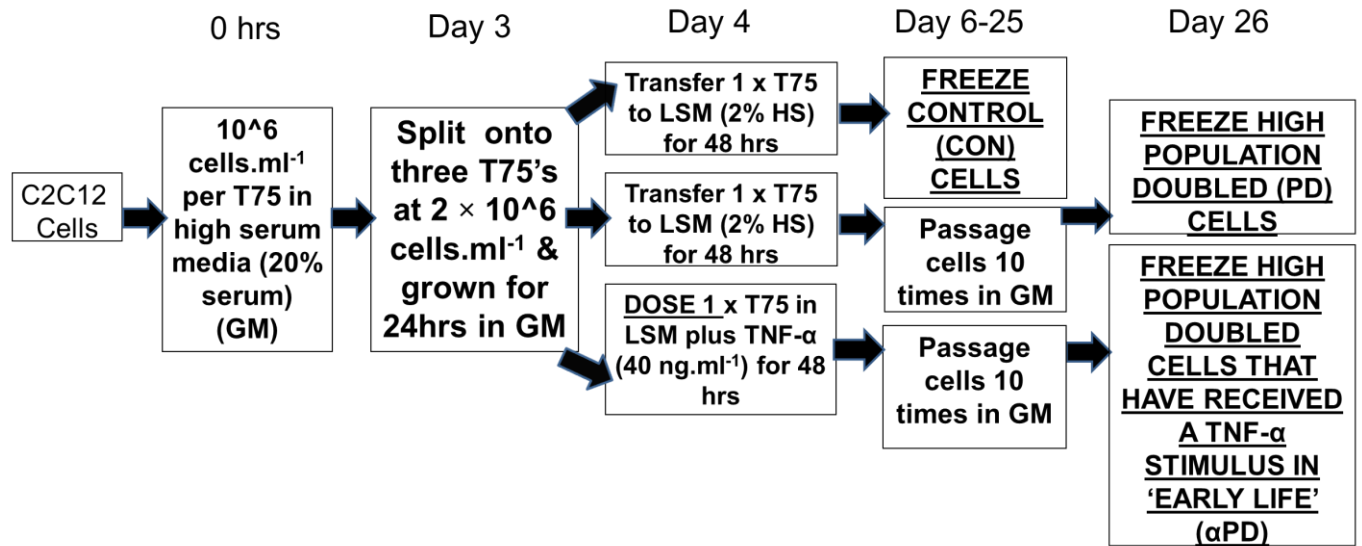 0 hrs
Day 3
Day 4
Day 6-25
Day 26
C2C12
Cells
10^6
cells.ml⁻¹
per T75 in
high serum
media (20%
serum)
(GM)
Split onto
three T75's
at 2 × 10^6
cells.ml⁻¹ &
grown for
24hrs in GM
Transfer 1 x T75
to LSM (2% HS)
for 48 hrs
Transfer 1 x T75
to LSM (2% HS)
for 48 hrs
DOSE 1 x T75 in
LSM plus TNF-α
(40 ng.ml⁻¹) for 48
hrs
FREEZE
CONTROL
(CON)
CELLS
Passage
cells 10
times in GM
Passage
cells 10
times in GM
FREEZE HIGH
POPULATION
DOUBLED (PD)
CELLS
FREEZE HIGH
POPULATION
DOUBLED
CELLS THAT
HAVE RECEIVED
A TNF-α
STIMULUS IN
‘EARLY LIFE’
(αPD)